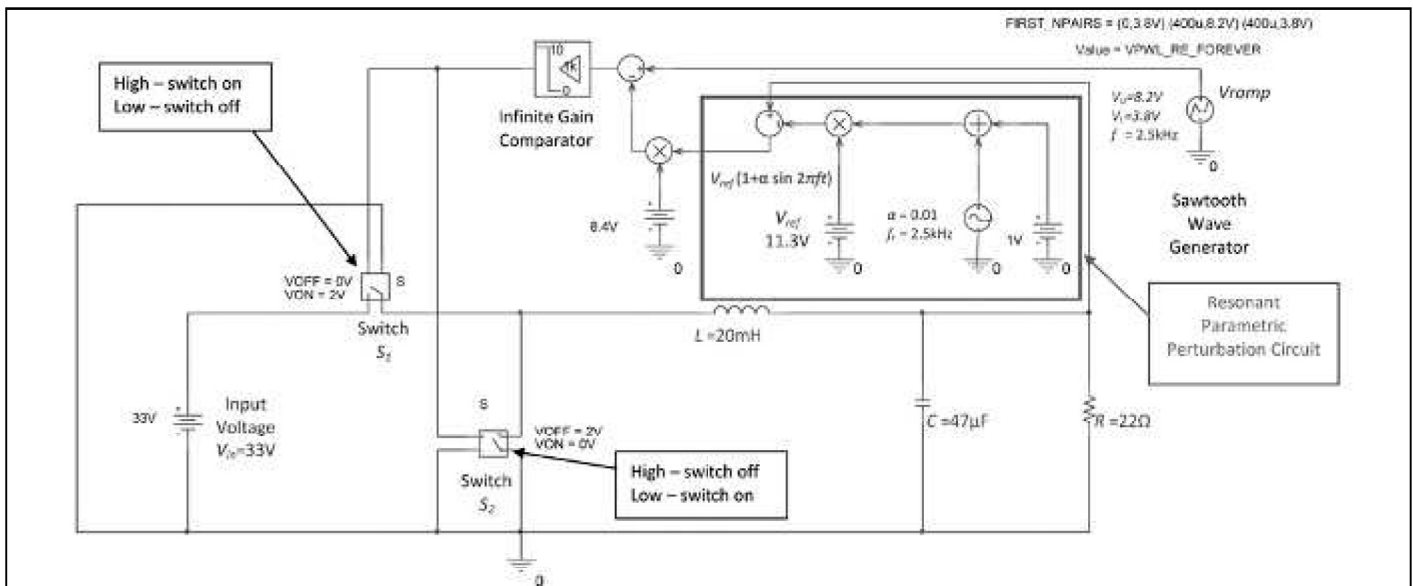 FIRST_NPAIRS = (0,3.8V) (400u,8.2V) (400u,3.8V)
Value = VPWL_RE_FOREVER
High – switch on
Low – switch off
10
1K
0
Infinite Gain
Comparator
Vramp
V_U=8.2V
V_L=3.8V
f = 2.5kHz
0
Sawtooth
Wave
Generator
V_ref (1+α sin 2πft)
8.4V
0
V_ref
11.3V
0
α = 0.01
f_r = 2.5kHz
0
1V
0
VOFF = 0V
VON = 2V
S
Switch
S_1
L =20mH
Resonant
Parametric
Perturbation Circuit
33V
Input
Voltage
V_in=33V
S
VOFF = 2V
VON = 0V
Switch
S_2
High – switch off
Low – switch on
C =47µF
R =22Ω
0